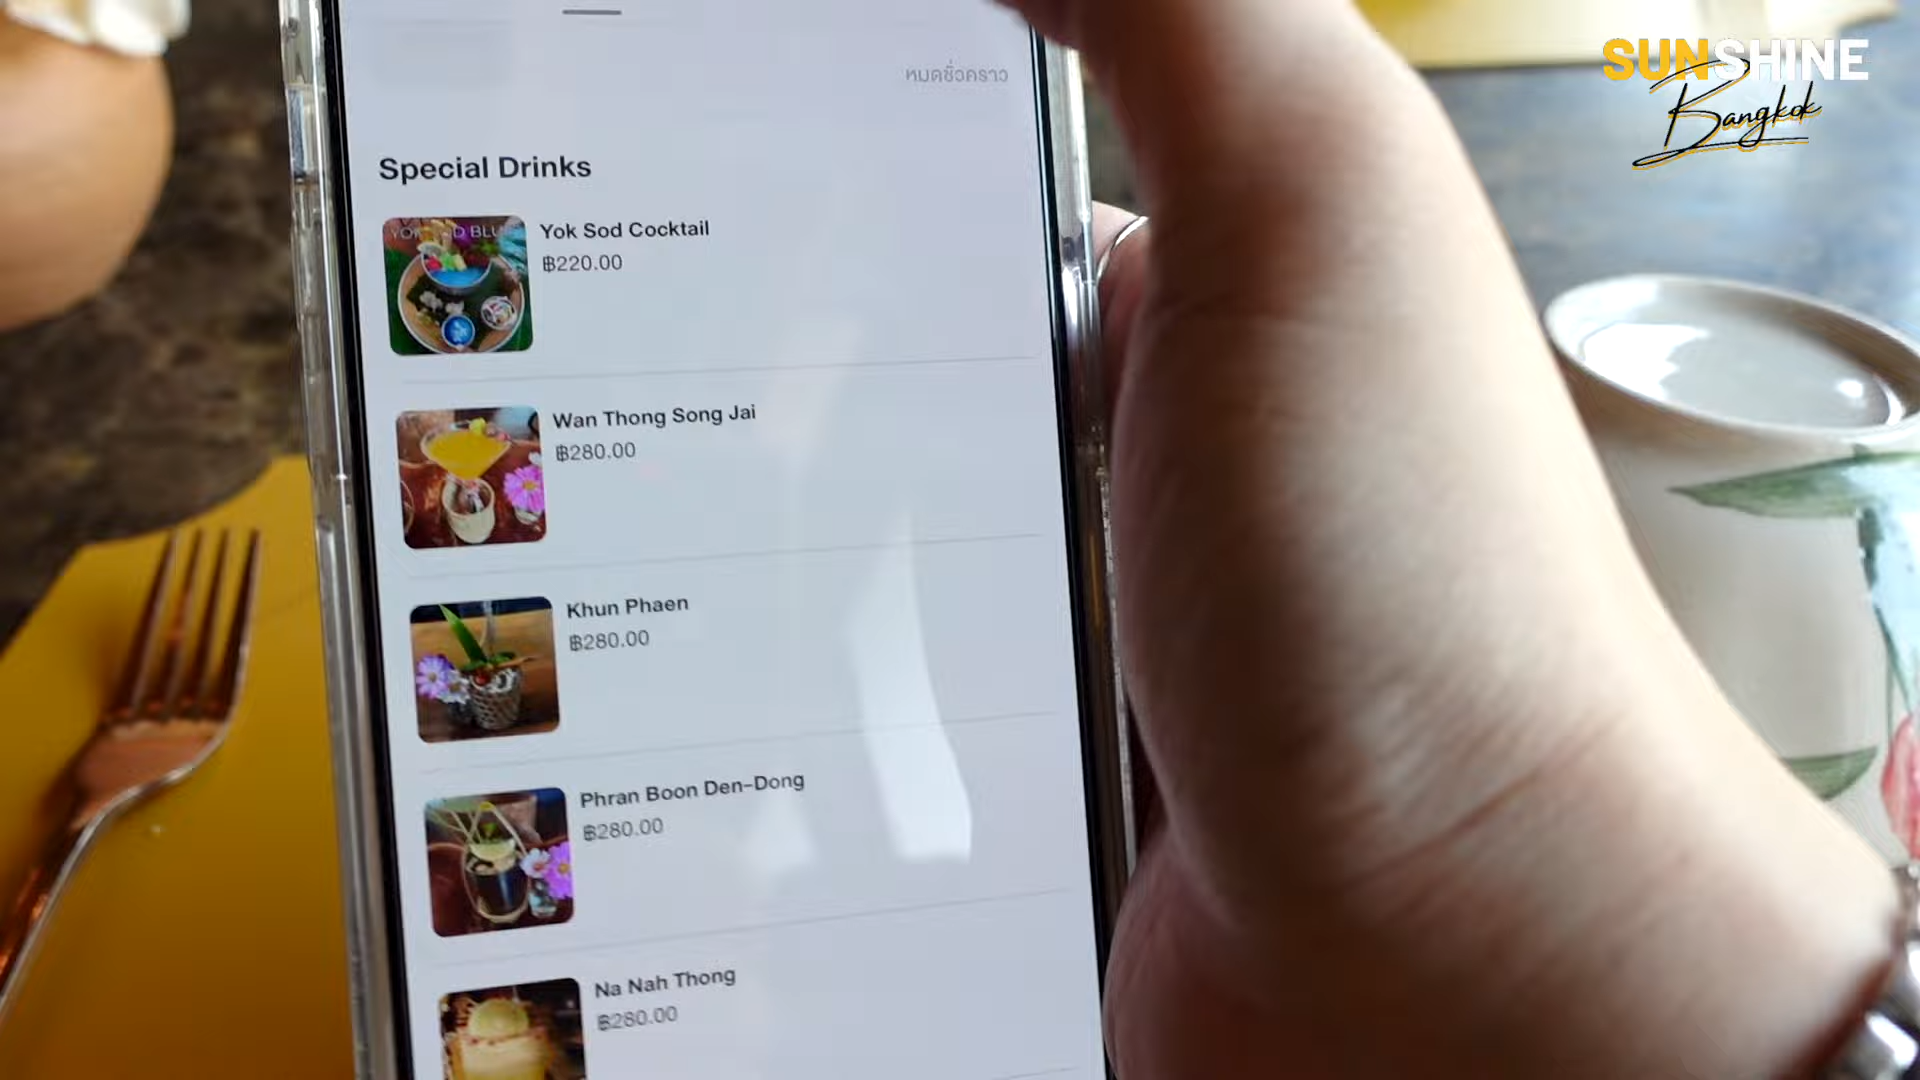 SUNSHINE
Bangkok
หมดชั่วคราว
Special Drinks
Yok Sod Cocktail
฿220.00
Wan Thong Song Jai
฿280.00
Khun Phaen
฿280.00
Phran Boon Den-Dong
฿280.00
Na Nah Thong
฿280.00